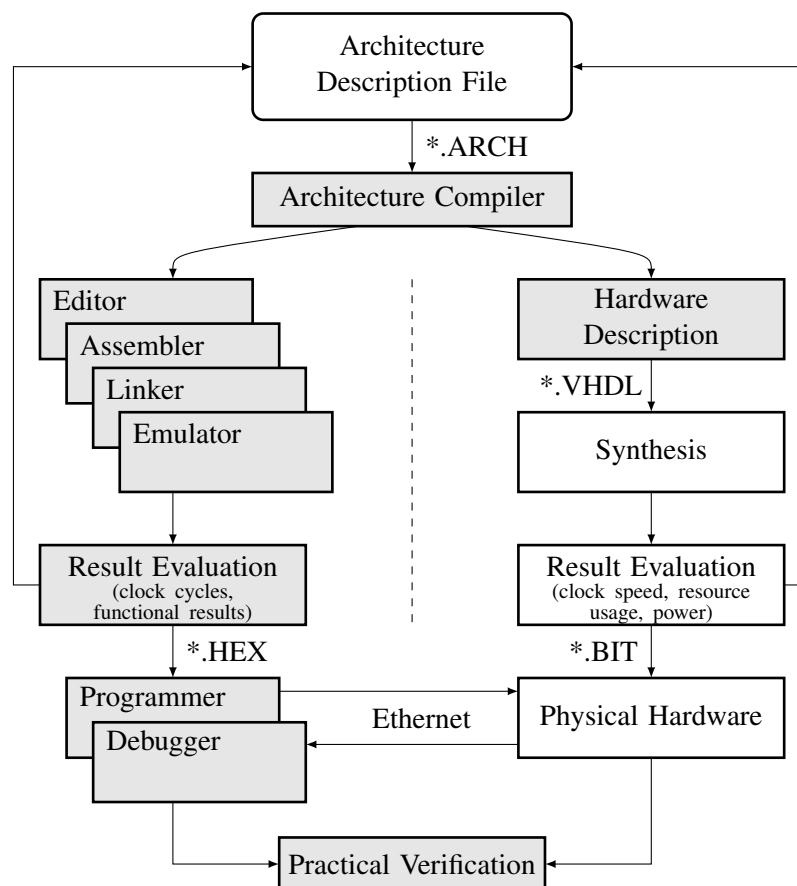 Architecture
Description File
*.ARCH
Architecture Compiler
Editor
Assembler
Linker
Emulator
Hardware
Description
*.VHDL
Synthesis
Result Evaluation
(clock cycles,
functional results)
Result Evaluation
(clock speed, resource
usage, power)
*.HEX
*.BIT
Programmer
Debugger
Ethernet
Physical Hardware
Practical Verification